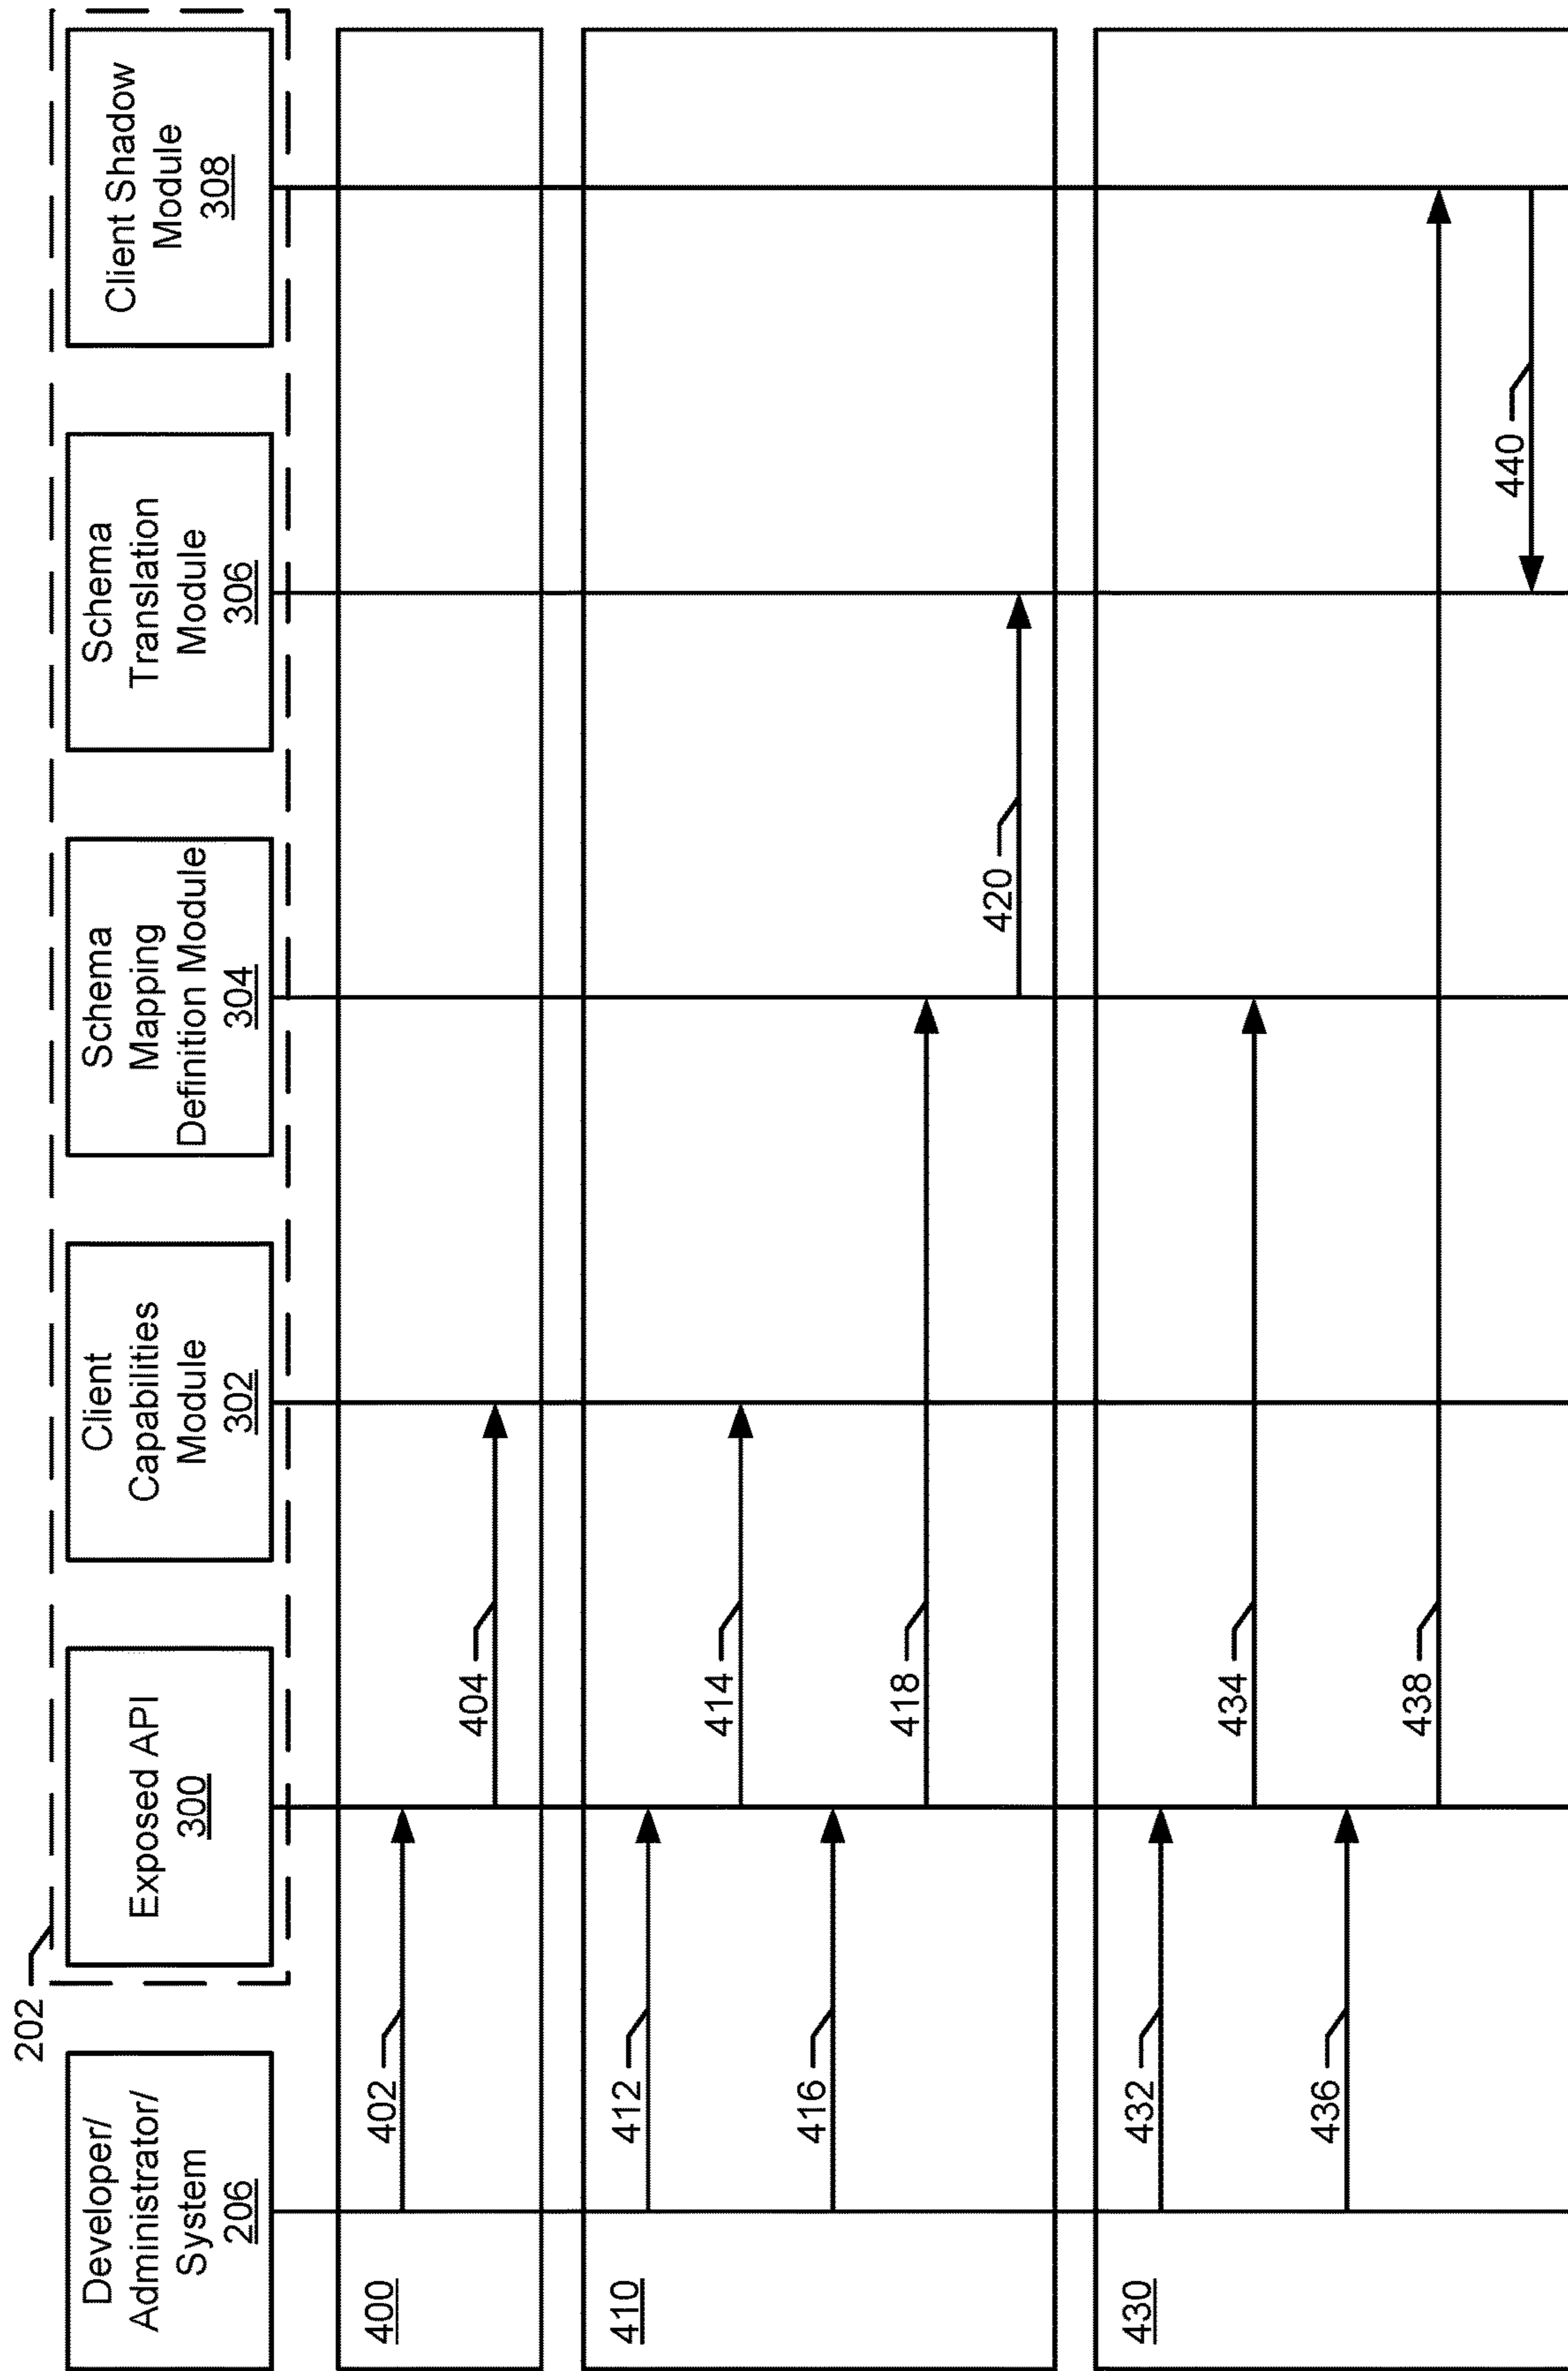 202
Developer/
Administrator/
System
206
Exposed API
300
Client
Capabilities
Module
302
Schema
Mapping
Definition Module
304
Schema
Translation
Module
306
Client Shadow
Module
308
400
402
404
410
412
414
416
418
420
430
432
434
436
438
440